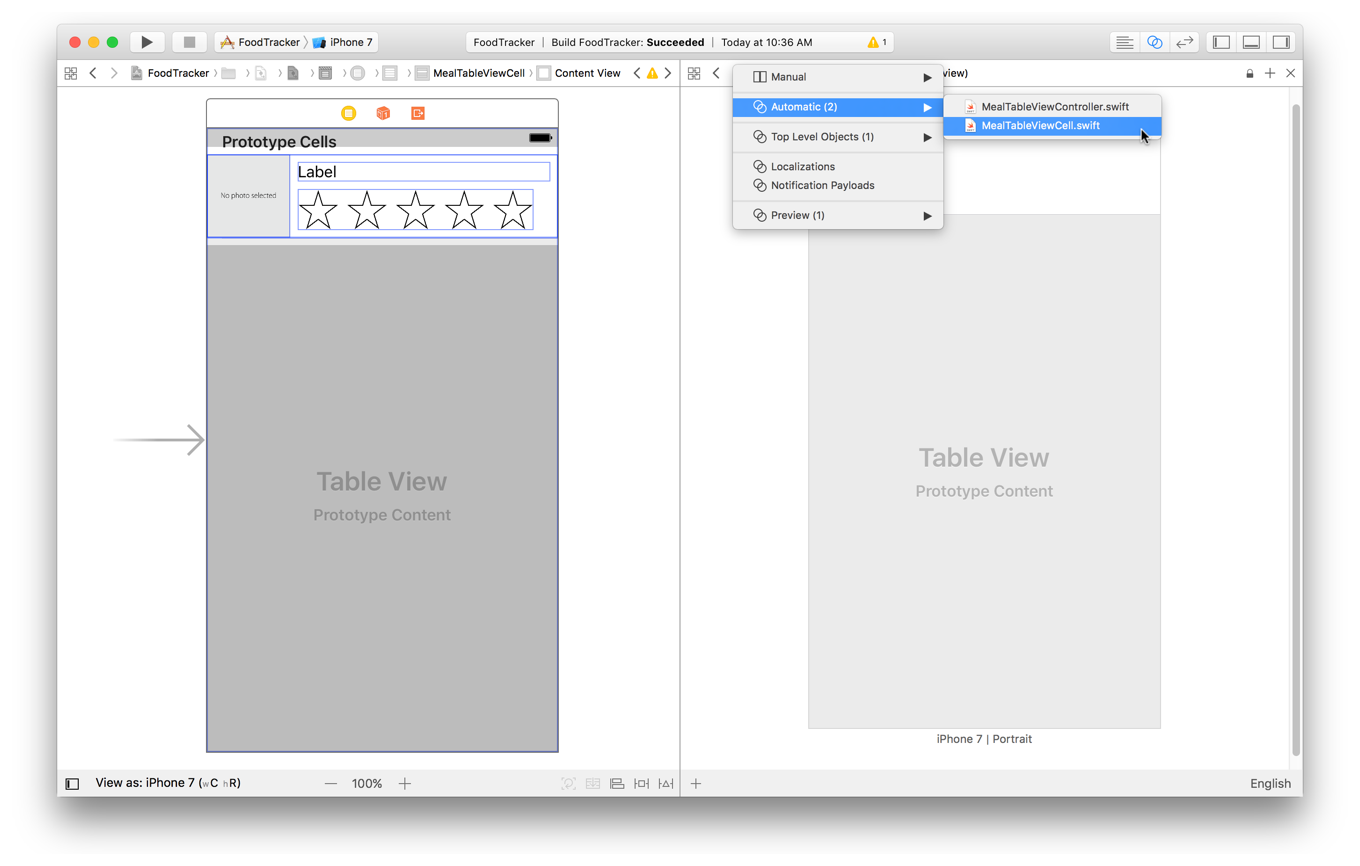 FoodTracker iPhone 7
FoodTracker | Build FoodTracker: Succeeded | Today at 10:36 AM 1
FoodTracker MealTableViewCell Content View
view)
Manual
Automatic (2)
Top Level Objects (1)
Localizations
Notification Payloads
Preview (1)
MealTableViewController.swift
MealTableViewCell.swift
Prototype Cells
No photo selected
Label
Table View
Prototype Content
Table View
Prototype Content
iPhone 7 | Portrait
View as: iPhone 7 (wC hR) 100%
English